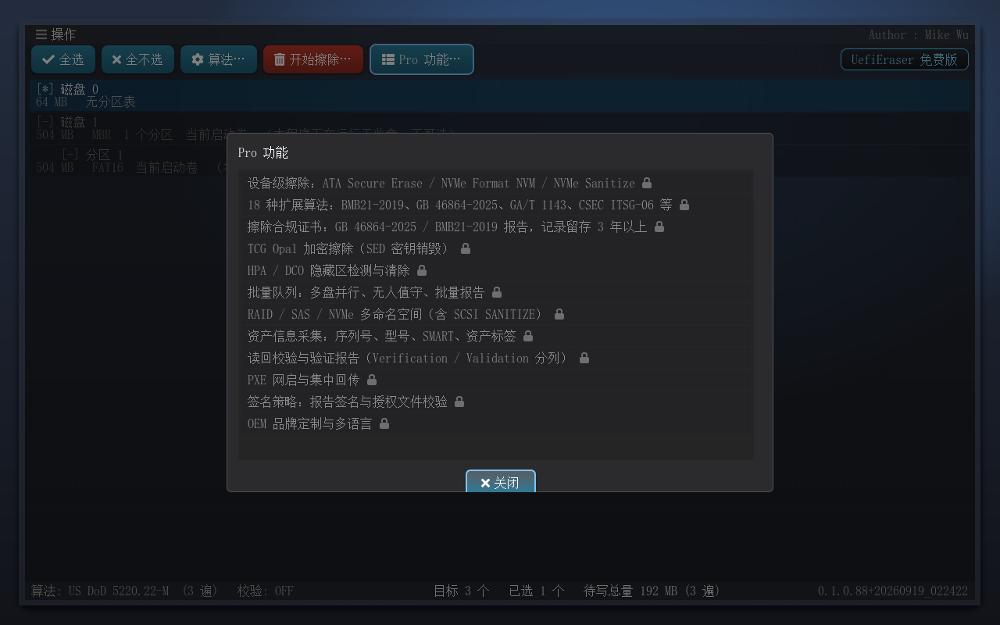 操作
Author : Mike Wu
全选 全不选 算法… 开始擦除… Pro 功能… UefiEraser 免费版
[*] 磁盘 0
64 MB 无分区表
[-] 磁盘 1
504 MB MBR 1 个分区 当前启动卷 (本程序正在运行于此盘，不可选)
[-] 分区 1
504 MB FAT16 当前启动卷
Pro 功能
设备级擦除：ATA Secure Erase / NVMe Format NVM / NVMe Sanitize
18 种扩展算法：BMB21-2019、GB 46864-2025、GA/T 1143、CSEC ITSG-06 等
擦除合规证书：GB 46864-2025 / BMB21-2019 报告，记录留存 3 年以上
TCG Opal 加密擦除（SED 密钥销毁）
HPA / DCO 隐藏区检测与清除
批量队列：多盘并行、无人值守、批量报告
RAID / SAS / NVMe 多命名空间（含 SCSI SANITIZE）
资产信息采集：序列号、型号、SMART、资产标签
读回校验与验证报告（Verification / Validation 分列）
PXE 网启与集中回传
签名策略：报告签名与授权文件校验
OEM 品牌定制与多语言
关闭
算法: US DoD 5220.22-M (3 遍) 校验: OFF 目标 3 个 已选 1 个 待写总量 192 MB (3 遍) 0.1.0.88+20260919_022422